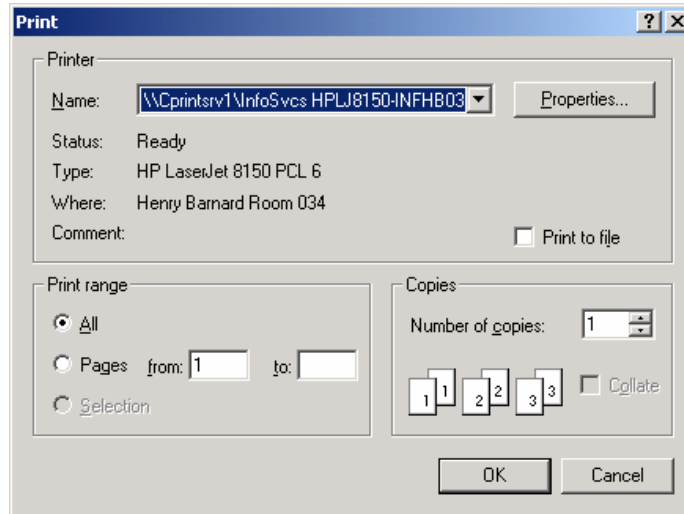 Print
Printer
Name: \\Cprintsrv1\InfoSvcs HPLJ8150-INFHB03 Properties...
Status: Ready
Type: HP LaserJet 8150 PCL 6
Where: Henry Barnard Room 034
Comment: Print to file
Print range
All
Pages from: 1 to:
Selection
Copies
Number of copies: 1
1 1 2 2 3 3 Collate
OK Cancel